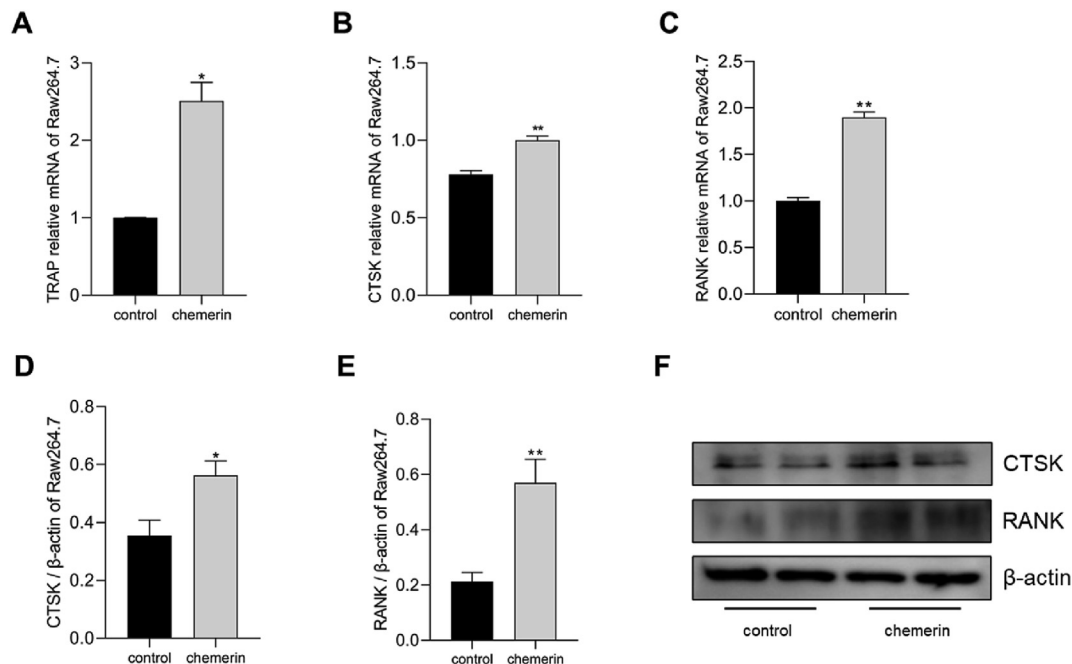 A
TRAP relative mRNA of Raw264.7
3
2
1
0
*
control chemerin
B
CTSK relative mRNA of Raw264.7
1.5
1.0
0.5
0.0
**
control chemerin
C
RANK relative mRNA of Raw264.7
2.5
2.0
1.5
1.0
0.5
0.0
**
control chemerin
D
CTSK / β-actin of Raw264.7
0.8
0.6
0.4
0.2
0.0
*
control chemerin
E
RANK / β-actin of Raw264.7
0.8
0.6
0.4
0.2
0.0
**
control chemerin
F
CTSK
RANK
β-actin
control chemerin